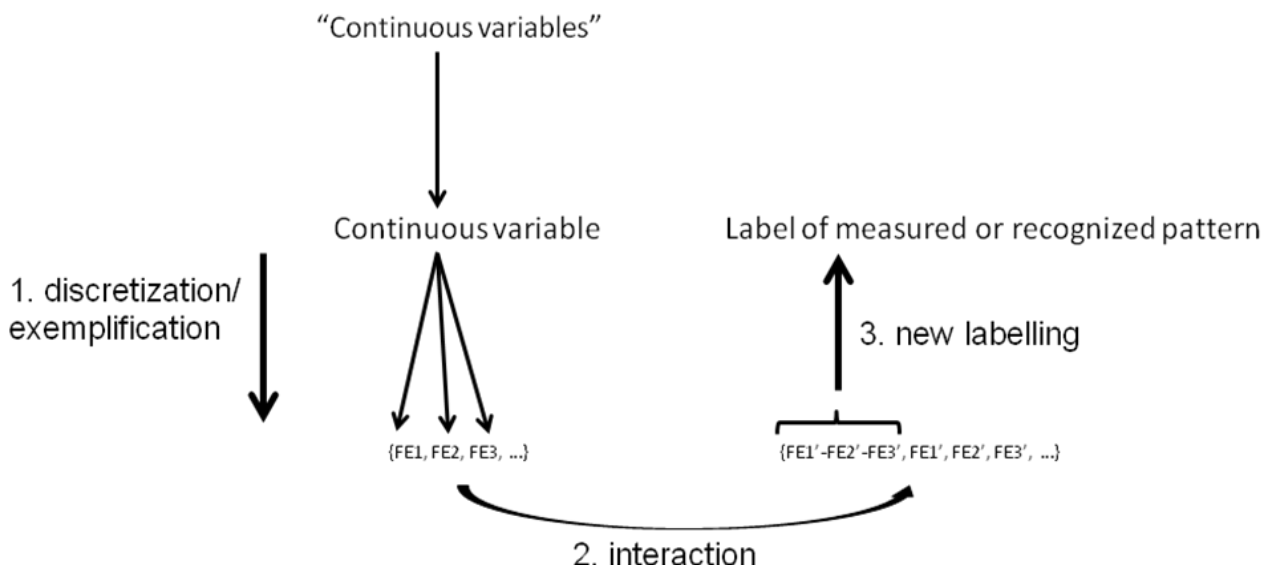 “Continuous variables”
Continuous variable
Label of measured or recognized pattern
1. discretization/
exemplification
3. new labelling
{FE1, FE2, FE3, ...}
{FE1′-FE2′-FE3′, FE1′, FE2′, FE3′, ...}
2. interaction